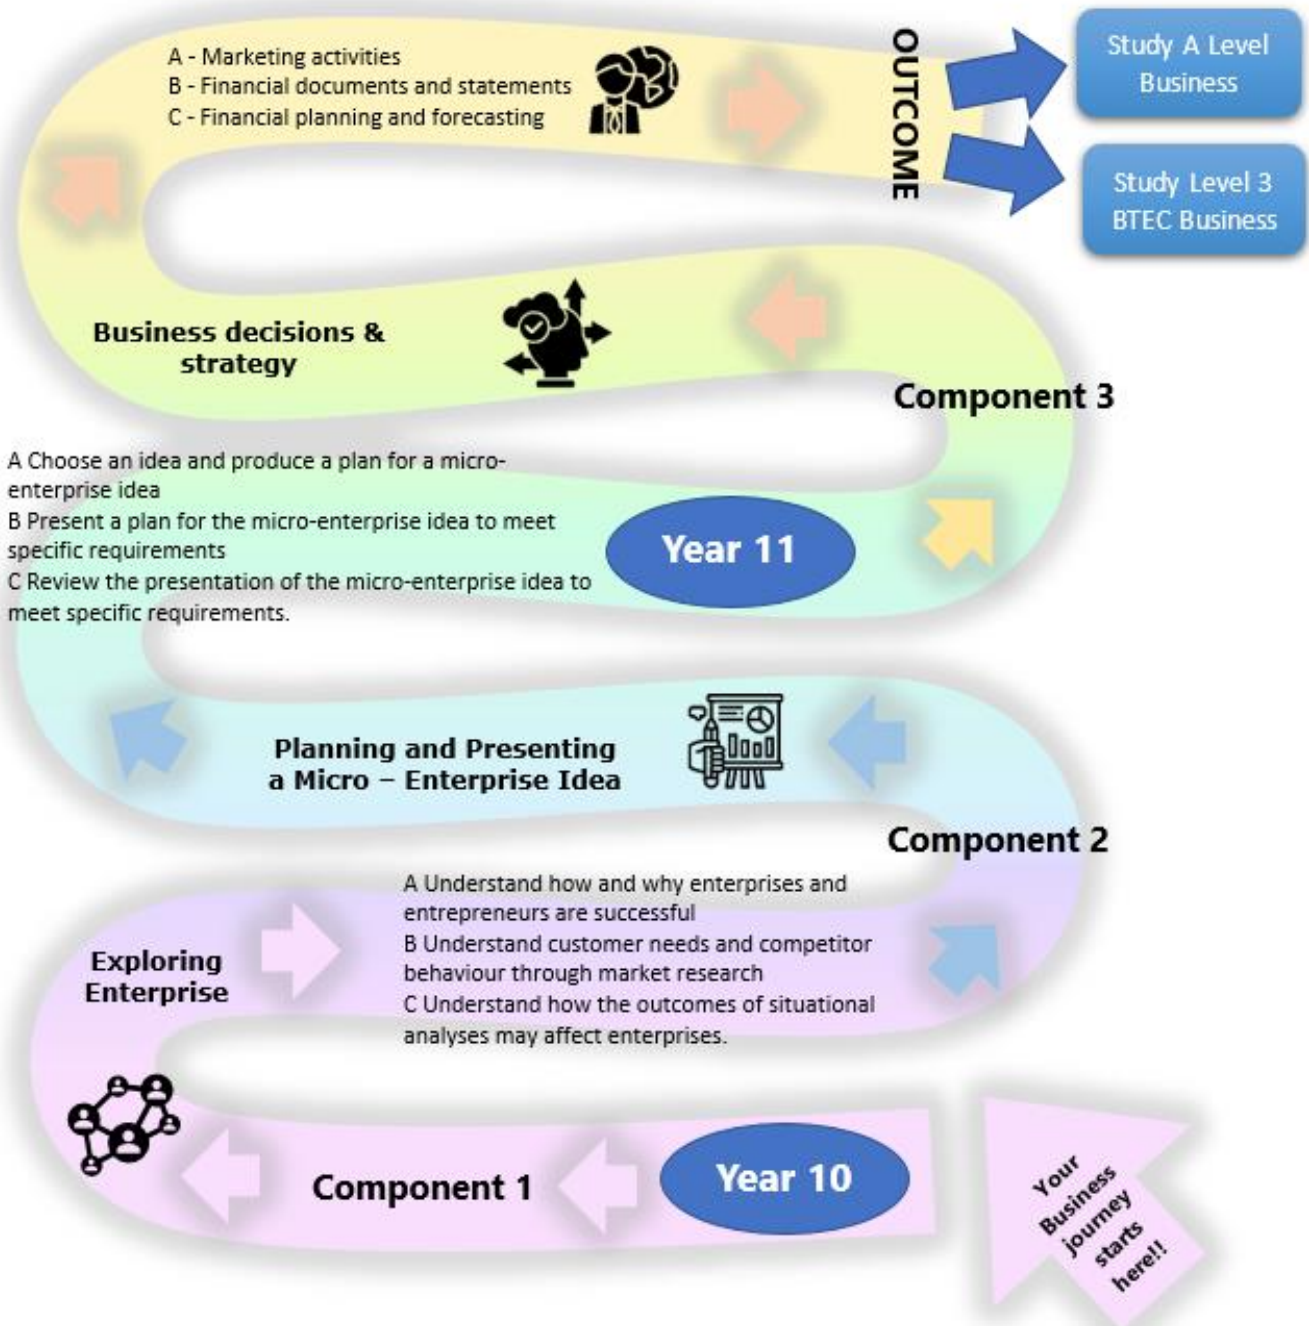 A - Marketing activities
B - Financial documents and statements
C - Financial planning and forecasting
OUTCOME
Study A Level
Business
Study Level 3
BTEC Business
Business decisions &
strategy
Component 3
A Choose an idea and produce a plan for a micro-
enterprise idea
B Present a plan for the micro-enterprise idea to meet
specific requirements
C Review the presentation of the micro-enterprise idea to
meet specific requirements.
Year 11
Planning and Presenting
a Micro – Enterprise Idea
Component 2
A Understand how and why enterprises and
entrepreneurs are successful
B Understand customer needs and competitor
behaviour through market research
C Understand how the outcomes of situational
analyses may affect enterprises.
Exploring
Enterprise
Component 1
Year 10
Your
Business
journey
starts
here!!